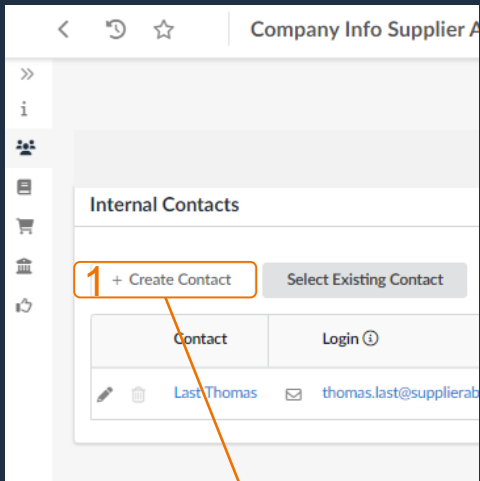 Company Info Supplier A
Internal Contacts
1 + Create Contact Select Existing Contact
Contact Login
Last Thomas thomas.last@supplierab